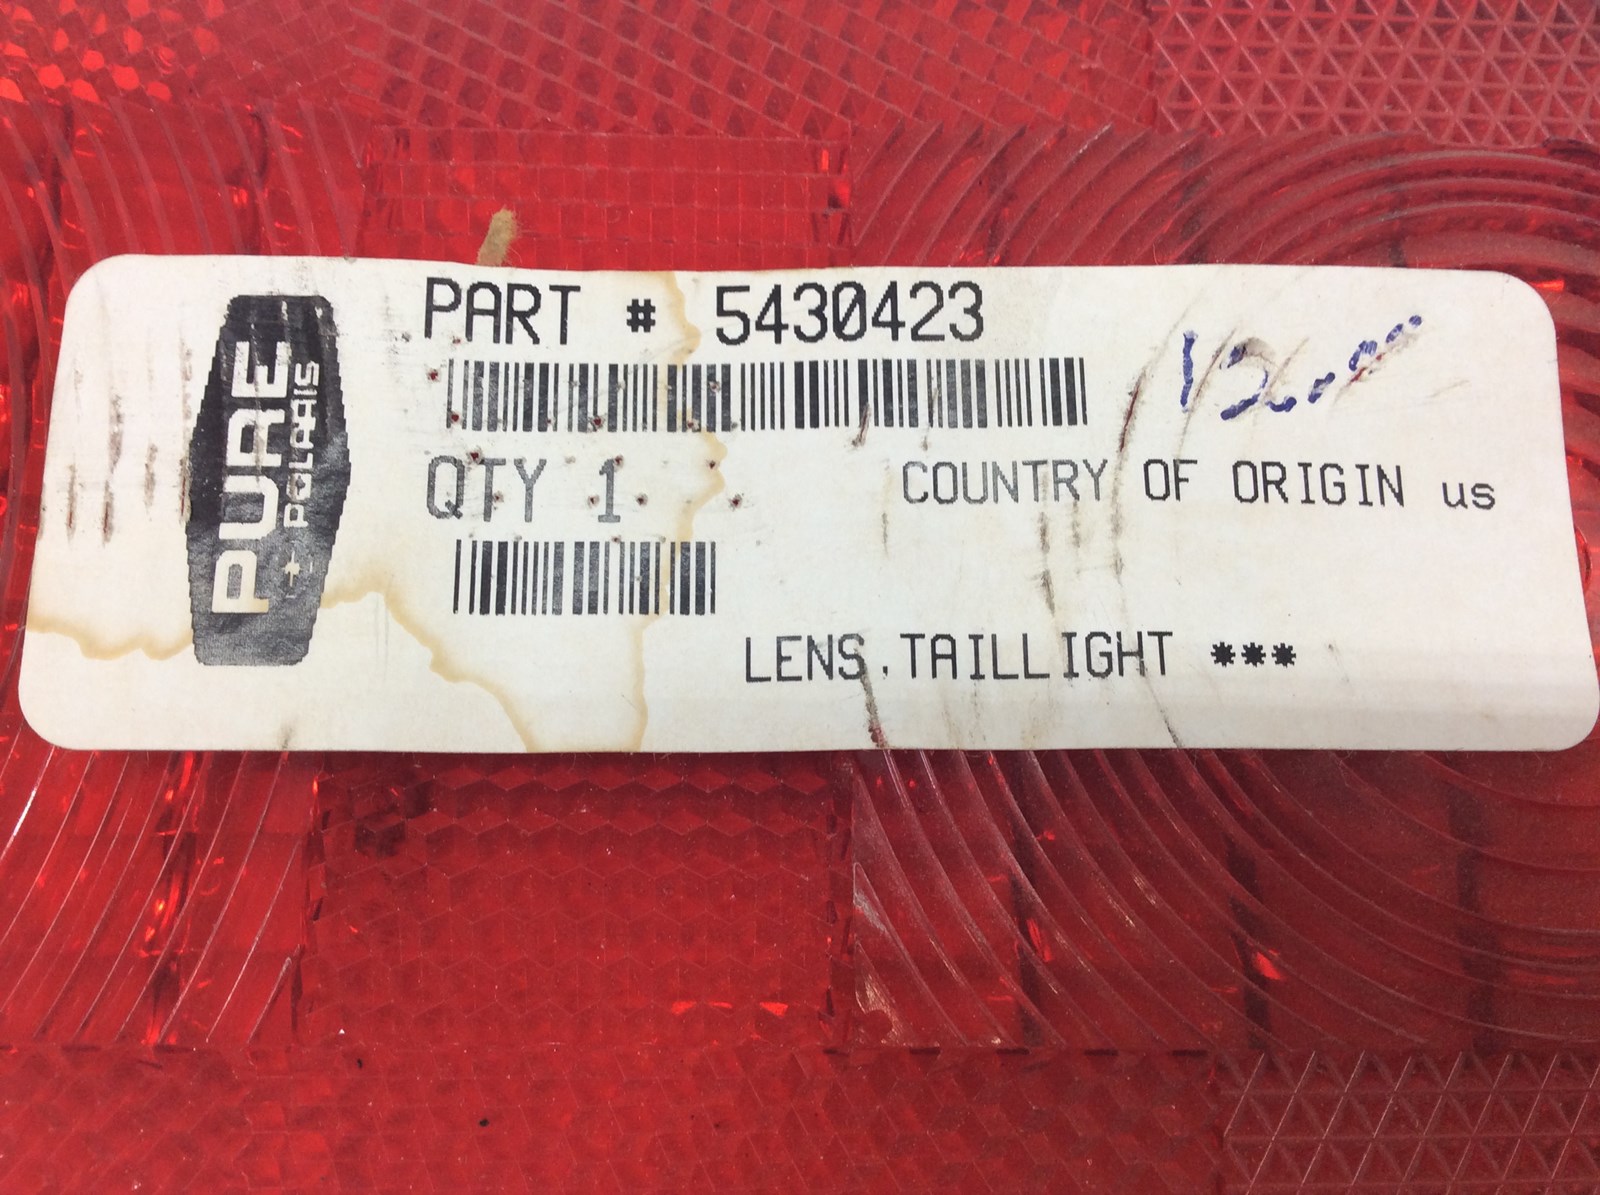 PURE
POLARIS
PART # 5430423
QTY 1
COUNTRY OF ORIGIN us
LENS,TAILLIGHT ***